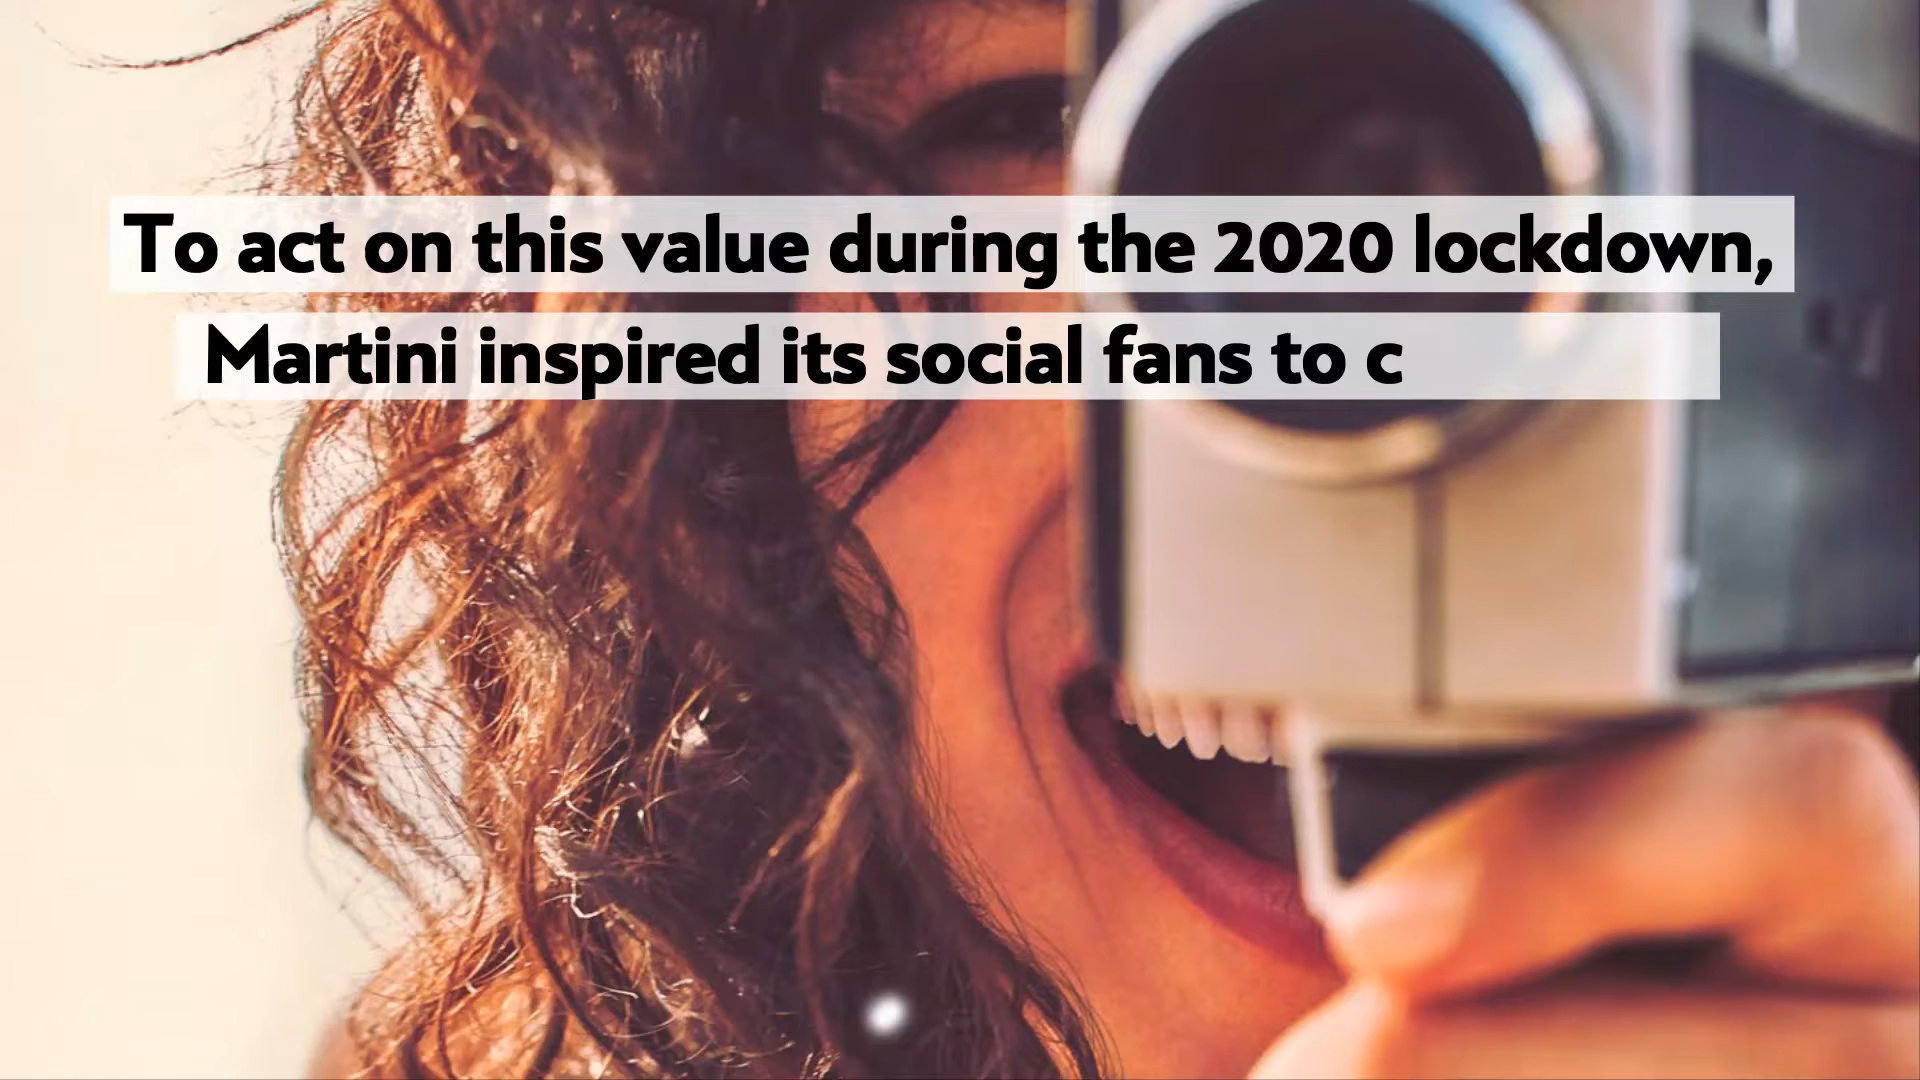 To act on this value during the 2020 lockdown,
Martini inspired its social fans to c